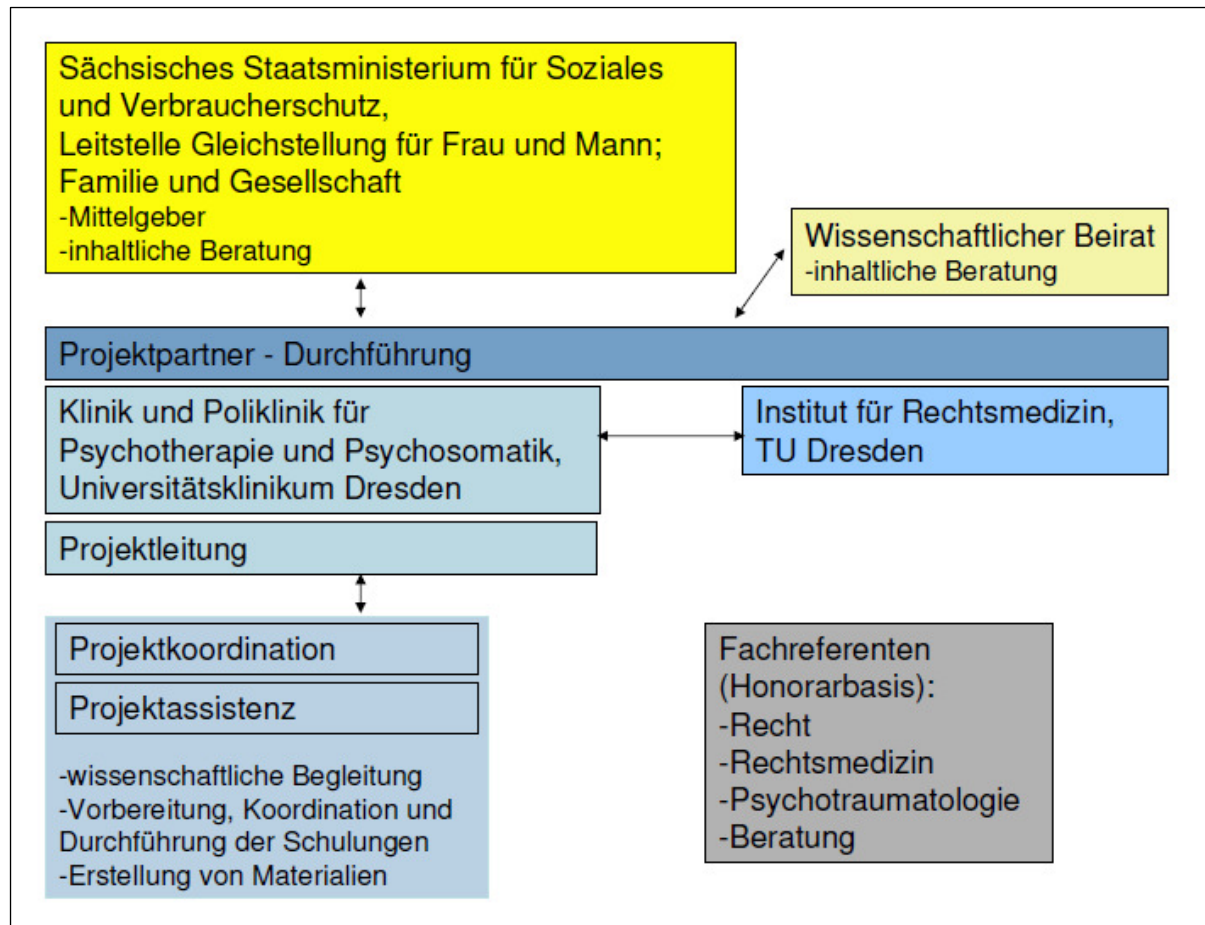 Sächsisches Staatsministerium für Soziales
und Verbraucherschutz,
Leitstelle Gleichstellung für Frau und Mann;
Familie und Gesellschaft
-Mittelgeber
-inhaltliche Beratung
Wissenschaftlicher Beirat
-inhaltliche Beratung
Projektpartner - Durchführung
Klinik und Poliklinik für
Psychotherapie und Psychosomatik,
Universitätsklinikum Dresden
Institut für Rechtsmedizin,
TU Dresden
Projektleitung
Projektkoordination
Projektassistenz
-wissenschaftliche Begleitung
-Vorbereitung, Koordination und
Durchführung der Schulungen
-Erstellung von Materialien
Fachreferenten
(Honorarbasis):
-Recht
-Rechtsmedizin
-Psychotraumatologie
-Beratung